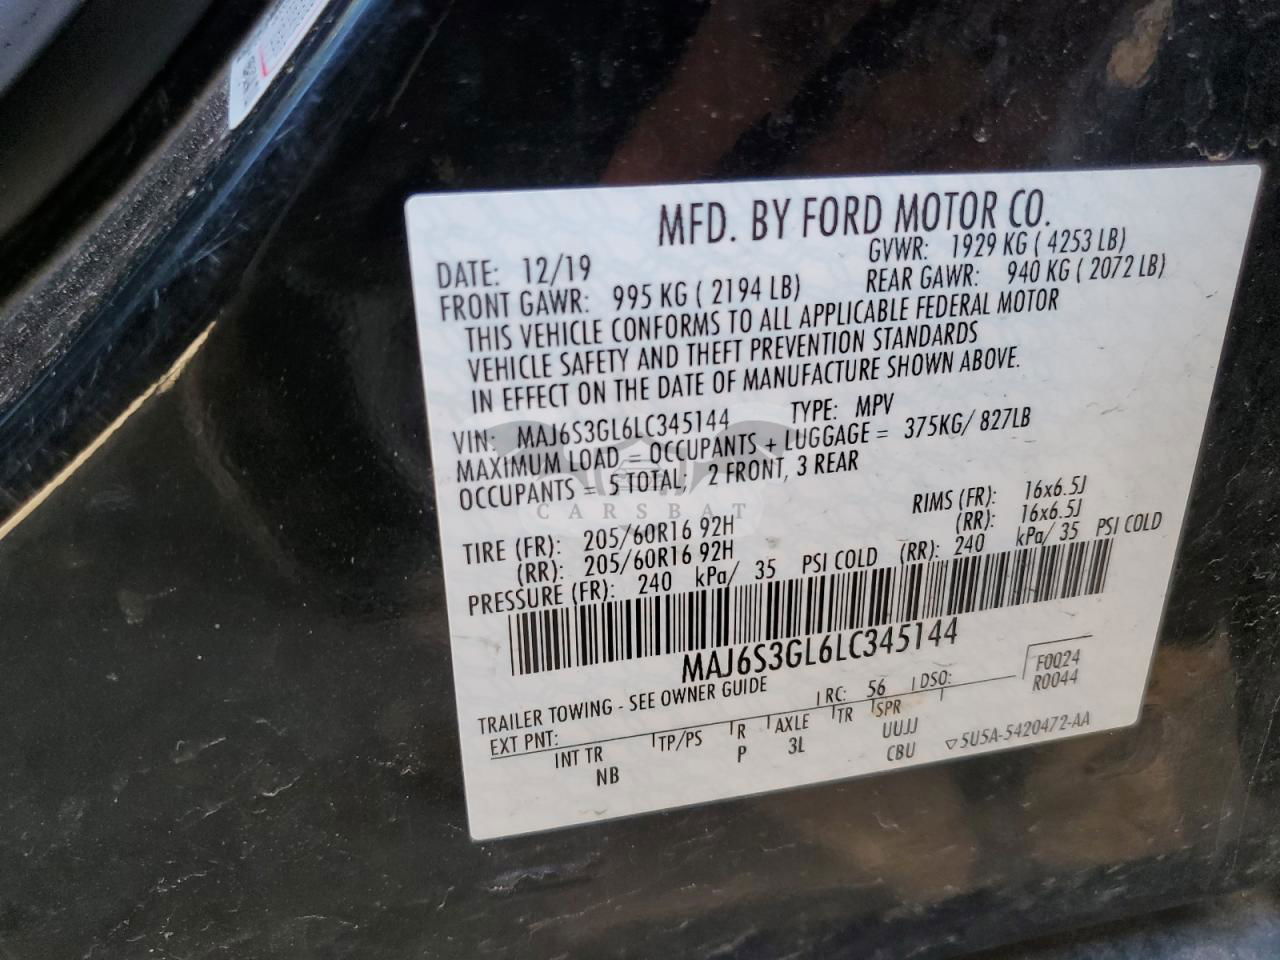 MFD. BY FORD MOTOR CO.
DATE: 12/19 GVWR: 1929 KG ( 4253 LB)
FRONT GAWR: 995 KG ( 2194 LB) REAR GAWR: 940 KG ( 2072 LB)
THIS VEHICLE CONFORMS TO ALL APPLICABLE FEDERAL MOTOR
VEHICLE SAFETY AND THEFT PREVENTION STANDARDS
IN EFFECT ON THE DATE OF MANUFACTURE SHOWN ABOVE.
VIN: MAJ6S3GL6LC345144 TYPE: MPV
MAXIMUM LOAD = OCCUPANTS + LUGGAGE = 375KG/ 827LB
OCCUPANTS = 5 TOTAL; 2 FRONT, 3 REAR
CARSBAT
TIRE (FR): 205/60R16 92H RIMS (FR): 16x6.5J
(RR): 205/60R16 92H (RR): 16x6.5J
PRESSURE (FR): 240 kPa/ 35 PSI COLD (RR): 240 kPa/ 35 PSI COLD
MAJ6S3GL6LC345144
TRAILER TOWING - SEE OWNER GUIDE
EXT PNT: RC: 56 DSO: F0024
R0044
INT TR TP/PS R AXLE TR SPR
NB P 3L UUJJ
CBU
5U5A-5420472-AA